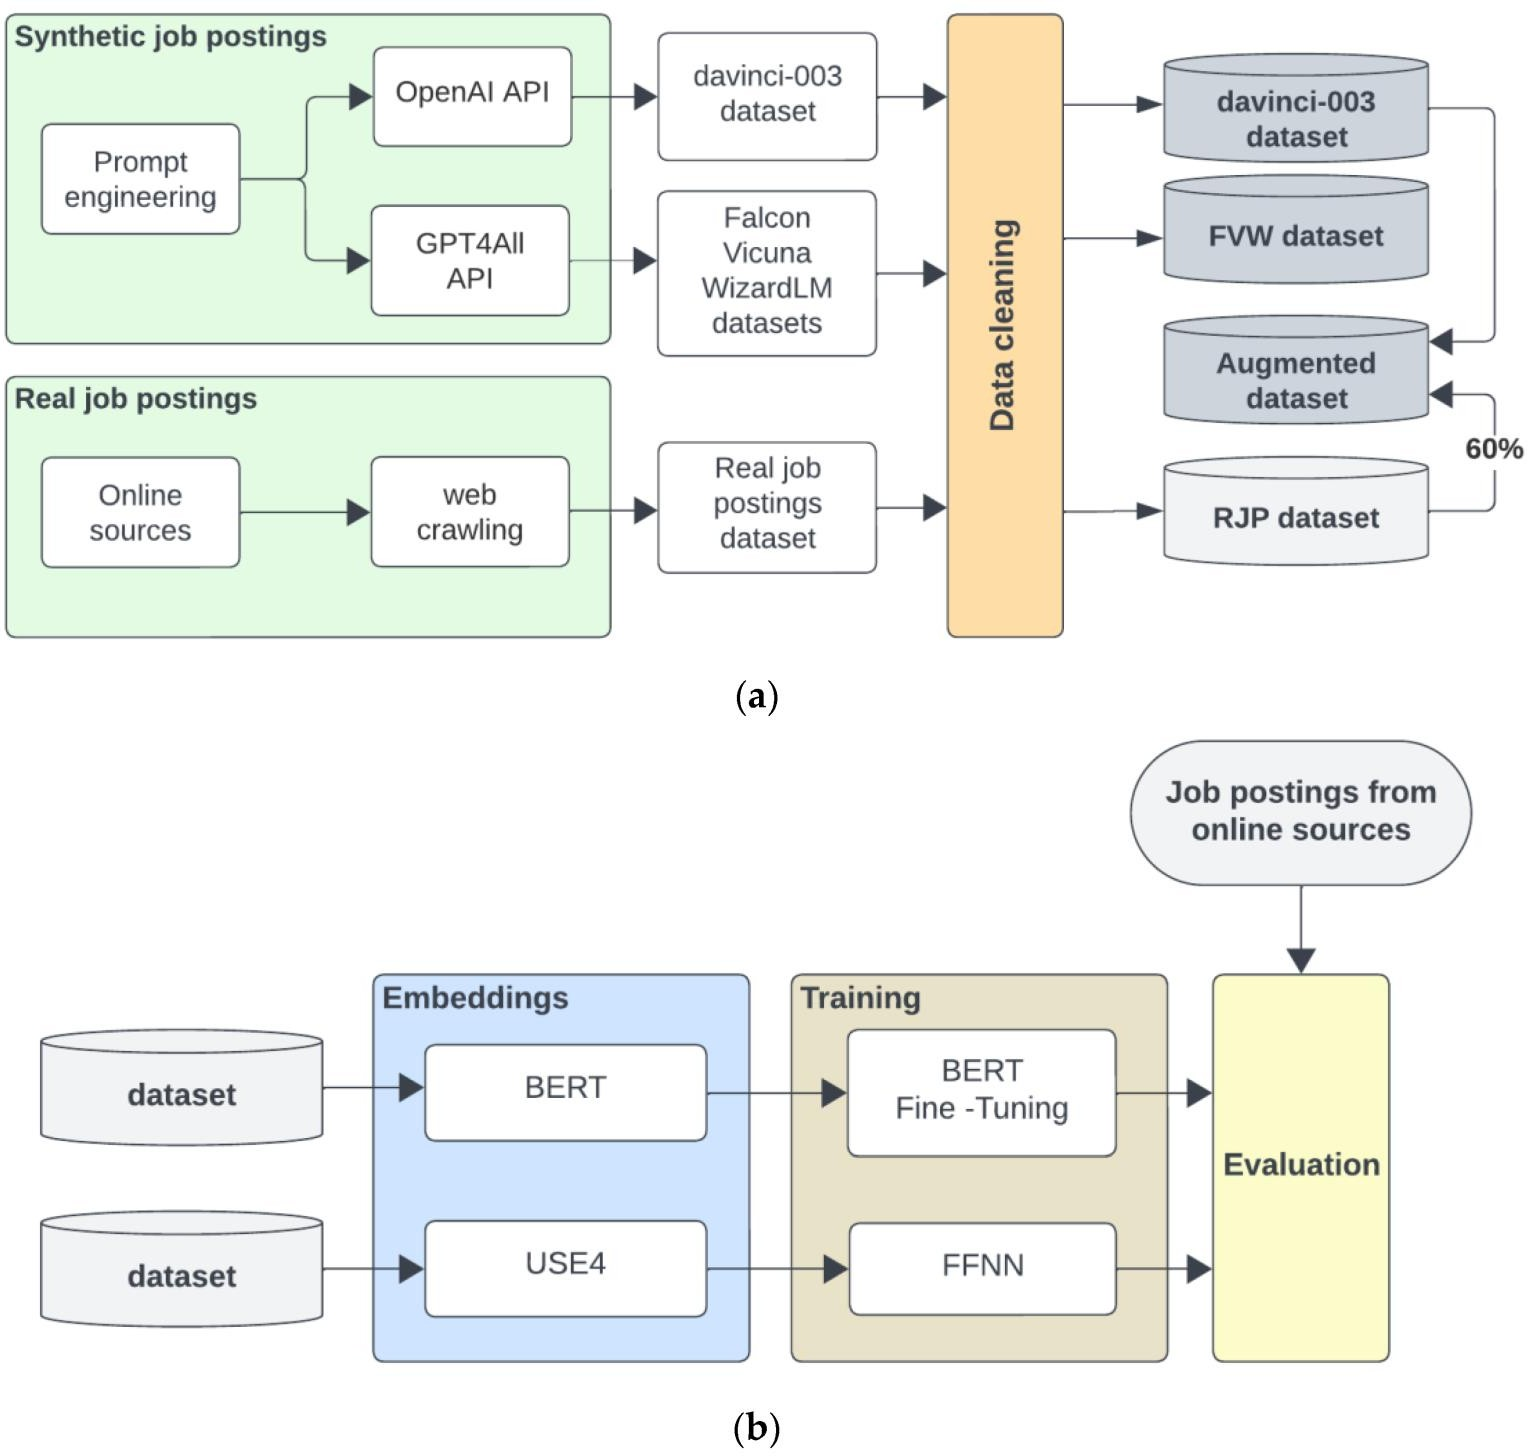 Synthetic job postings
Prompt
engineering
OpenAI API
GPT4All
API
davinci-003
dataset
Falcon
Vicuna
WizardLM
datasets
Real job postings
Online
sources
web
crawling
Real job
postings
dataset
Data cleaning
davinci-003
dataset
FVW dataset
Augmented
dataset
60%
RJP dataset
(a)
Job postings from
online sources
dataset
dataset
Embeddings
BERT
USE4
Training
BERT
Fine -Tuning
FFNN
Evaluation
(b)